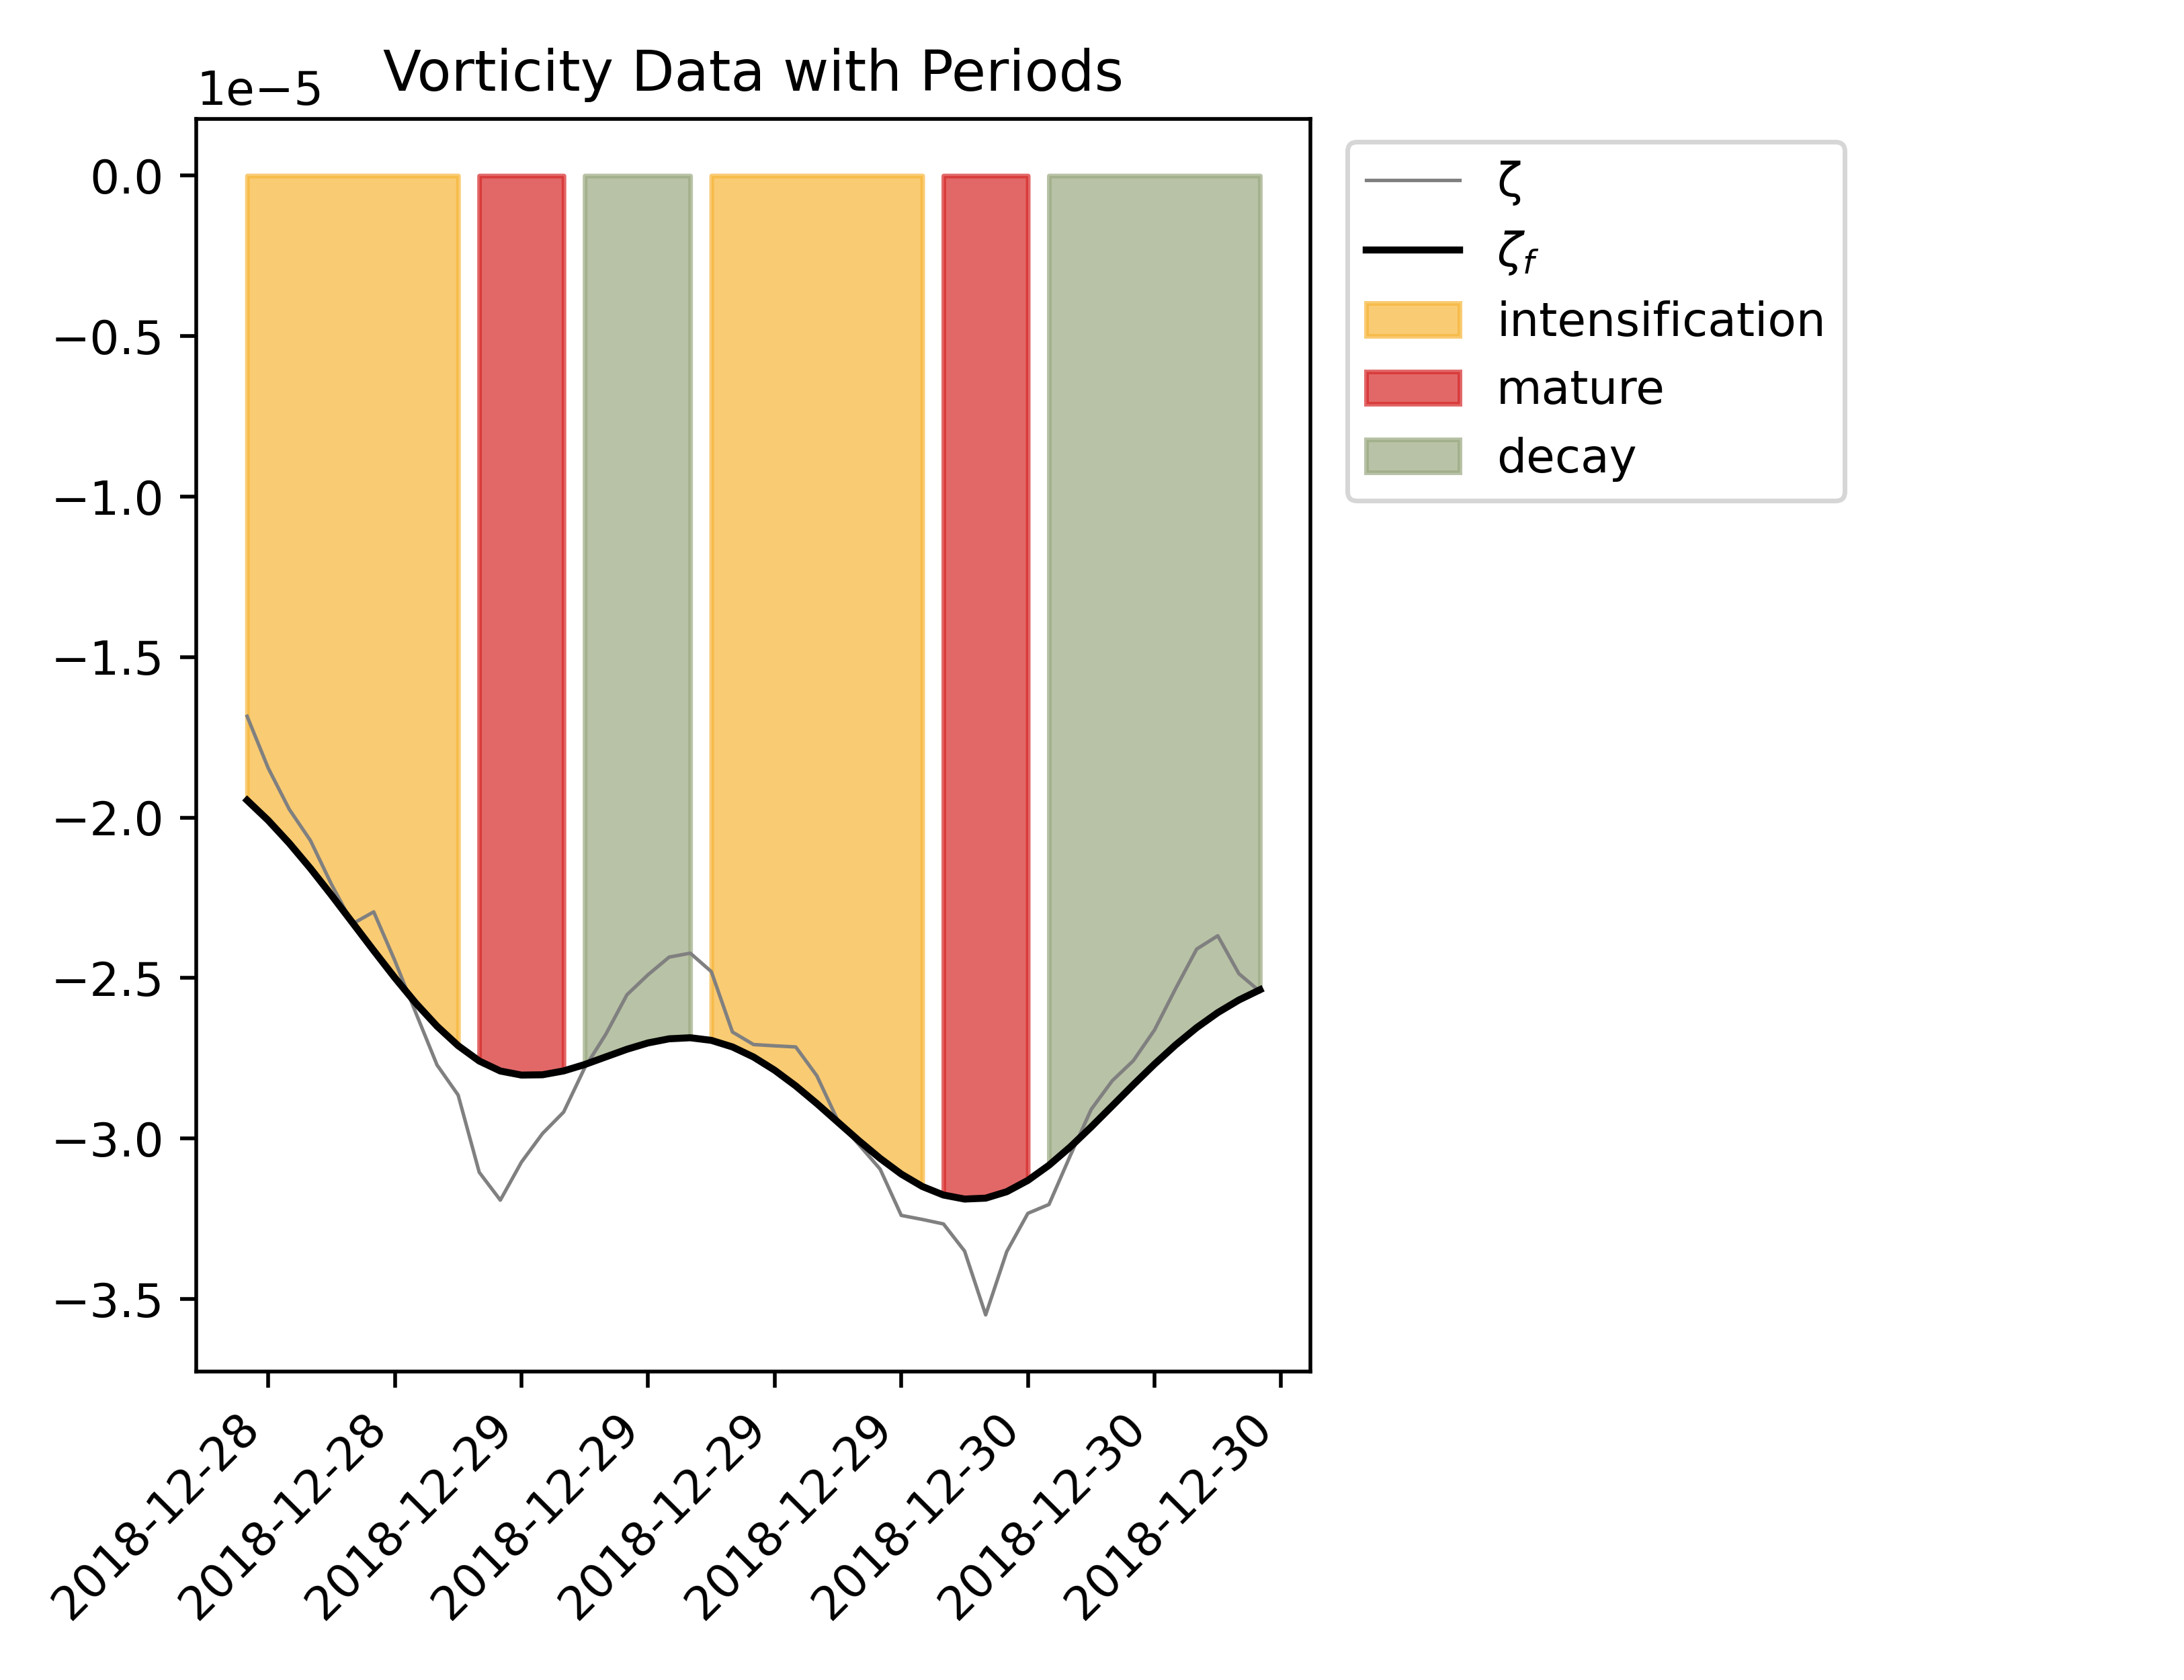 Vorticity Data with Periods
1e−5
0.0
−0.5
−1.0
−1.5
−2.0
−2.5
−3.0
−3.5
2018-12-28
2018-12-28
2018-12-29
2018-12-29
2018-12-29
2018-12-29
2018-12-30
2018-12-30
2018-12-30
ζ
ζf
intensification
mature
decay